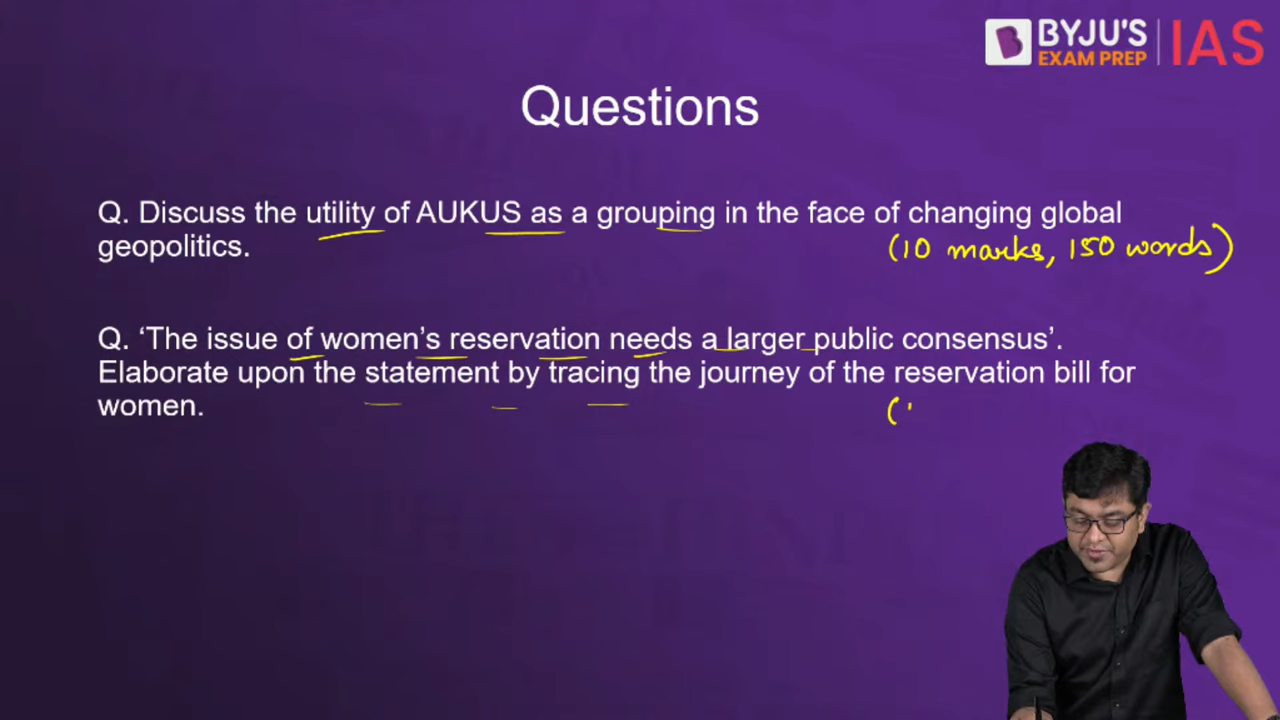 BYJU'S
EXAM PREP
IAS
Questions
Q. Discuss the utility of AUKUS as a grouping in the face of changing global
geopolitics.
(10 marks, 150 words)
Q. ‘The issue of women’s reservation needs a larger public consensus’.
Elaborate upon the statement by tracing the journey of the reservation bill for
women.
(